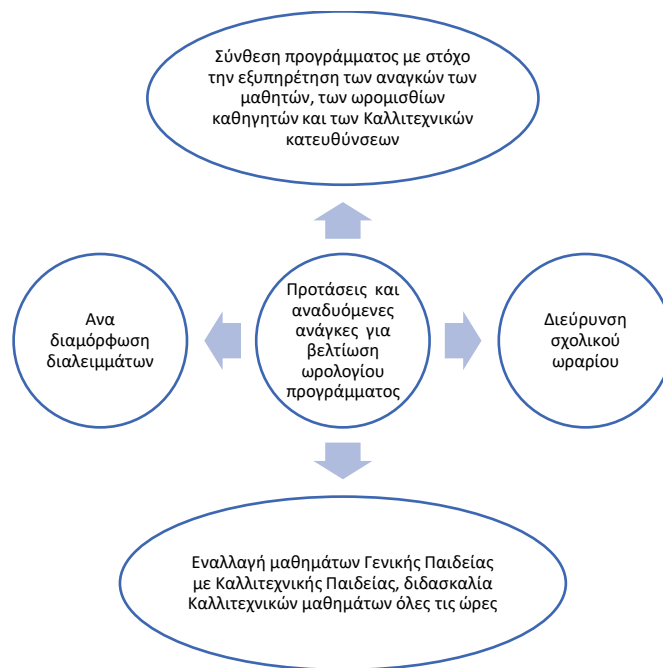 Σύνθεση προγράμματος με στόχο
την εξυπηρέτηση των αναγκών των
μαθητών, των ωρομισθίων
καθηγητών και των Καλλιτεχνικών
κατευθύνσεων
Ανα
διαμόρφωση
διαλειμμάτων
Προτάσεις και
αναδυόμενες
ανάγκες για
βελτίωση
ωρολογίου
προγράμματος
Διεύρυνση
σχολικού
ωραρίου
Εναλλαγή μαθημάτων Γενικής Παιδείας
με Καλλιτεχνικής Παιδείας, διδασκαλία
Καλλιτεχνικών μαθημάτων όλες τις ώρες